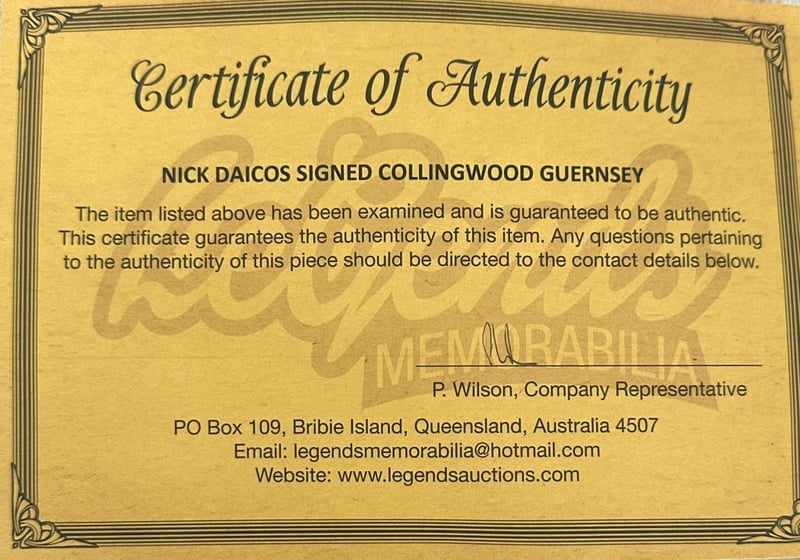 Certificate of Authenticity
NICK DAICOS SIGNED COLLINGWOOD GUERNSEY
The item listed above has been examined and is guaranteed to be authentic.
This certificate guarantees the authenticity of this item. Any questions pertaining
to the authenticity of this piece should be directed to the contact details below.
Legends
MEMORABILIA
P. Wilson, Company Representative
PO Box 109, Bribie Island, Queensland, Australia 4507
Email: legendsmemorabilia@hotmail.com
Website: www.legendsauctions.com